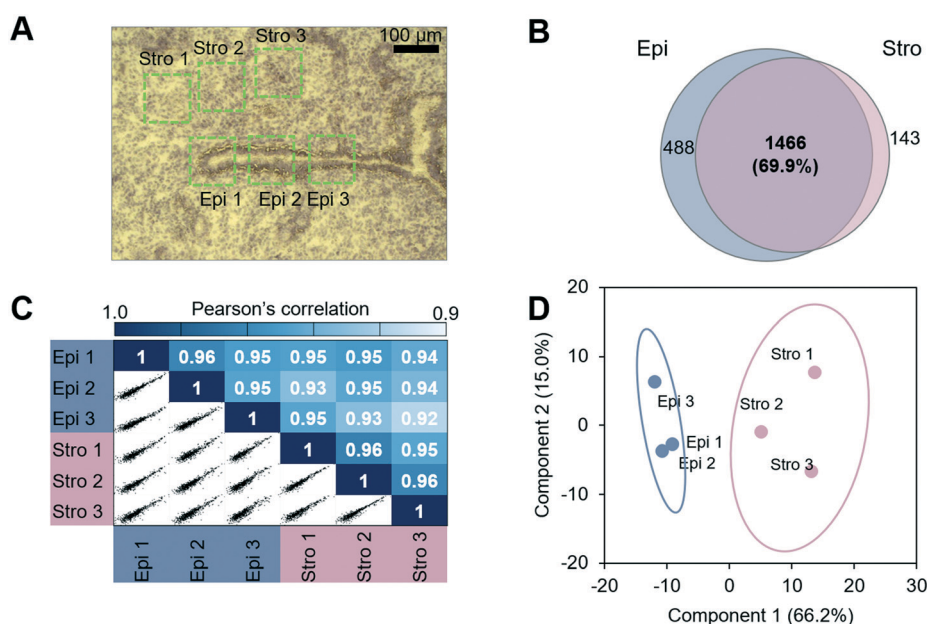 A
Stro 1
Stro 2
Stro 3
100 µm
Epi 1
Epi 2
Epi 3
B
Epi
Stro
488
1466
(69.9%)
143
C
Pearson's correlation
1.0
0.9
Epi 1 1 0.96 0.95 0.95 0.95 0.94
Epi 2 1 0.95 0.93 0.95 0.94
Epi 3 1 0.95 0.93 0.92
Stro 1 1 0.96 0.95
Stro 2 1 0.96
Stro 3 1
Epi 1 Epi 2 Epi 3 Stro 1 Stro 2 Stro 3
D
Component 2 (15.0%)
20
10
0
-10
-20
Epi 3
Epi 1
Epi 2
Stro 1
Stro 2
Stro 3
-20 -10 0 10 20 30
Component 1 (66.2%)